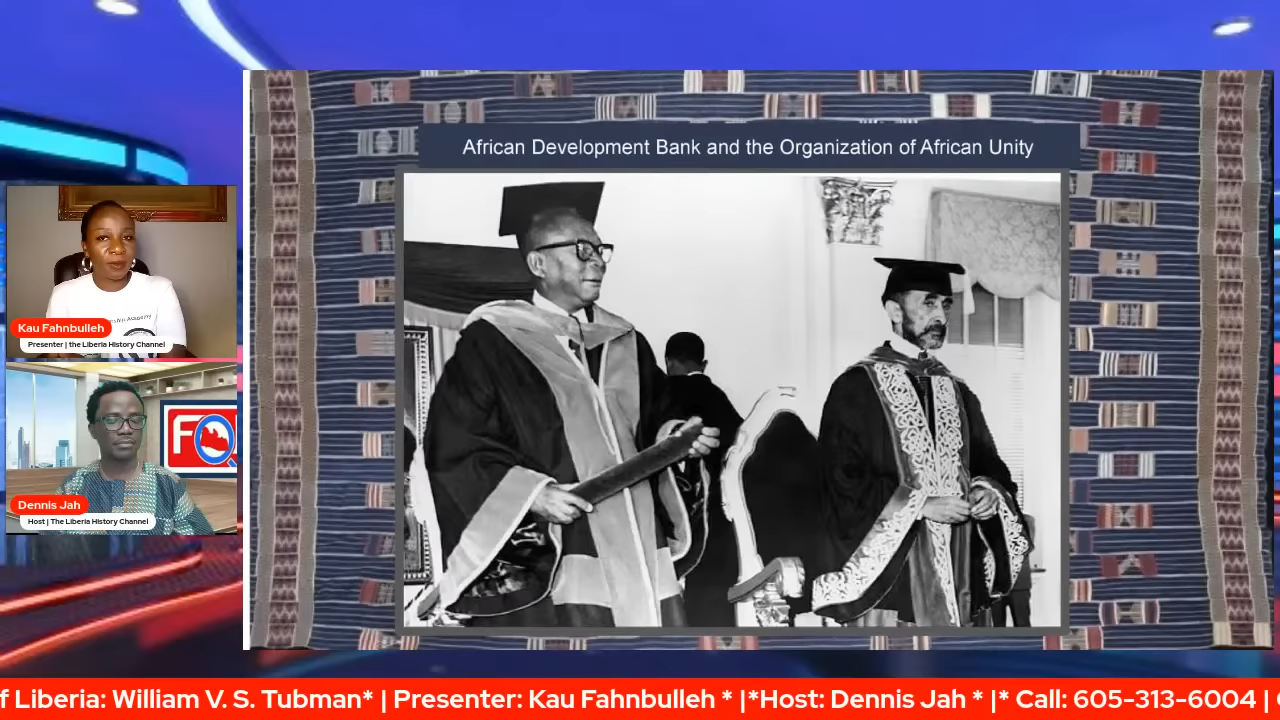 African Development Bank and the Organization of African Unity
Kau Fahnbulleh
Presenter | the Liberia History Channel
FQ
Dennis Jah
Host | The Liberia History Channel
f Liberia: William V. S. Tubman* | Presenter: Kau Fahnbulleh * |*Host: Dennis Jah * |* Call: 605-313-6004 |